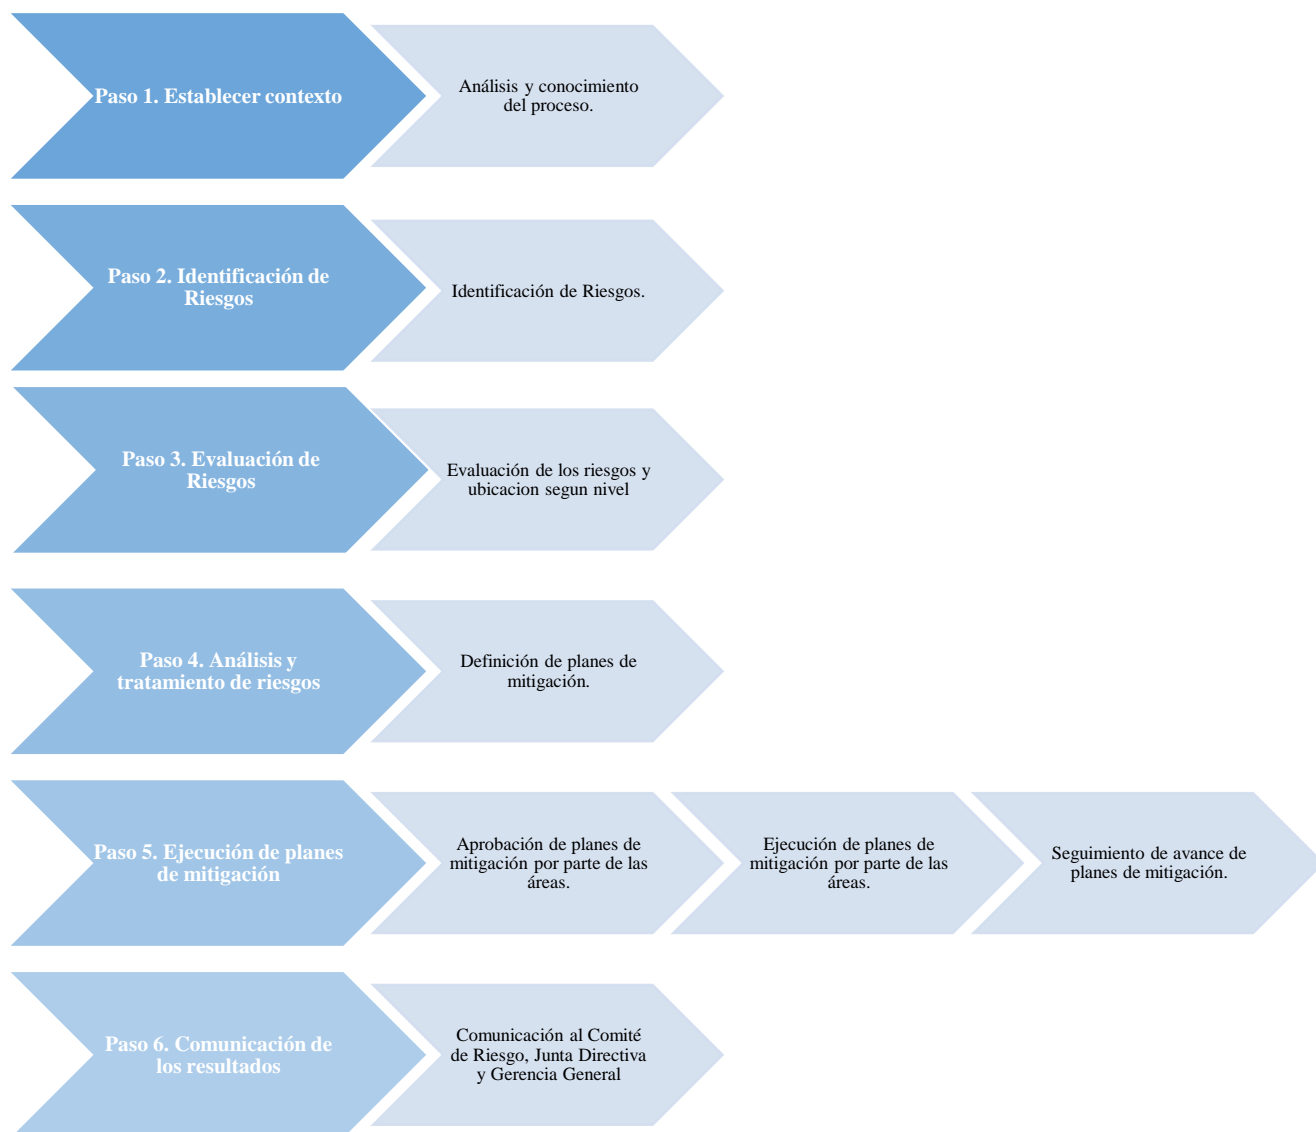 Paso 1. Establecer contexto
Análisis y conocimiento
del proceso.
Paso 2. Identificación de
Riesgos
Identificación de Riesgos.
Paso 3. Evaluación de
Riesgos
Evaluación de los riesgos y
ubicacion segun nivel
Paso 4. Análisis y
tratamiento de riesgos
Definición de planes de
mitigación.
Paso 5. Ejecución de planes
de mitigación
Aprobación de planes de
mitigación por parte de las
áreas.
Ejecución de planes de
mitigación por parte de las
áreas.
Seguimiento de avance de
planes de mitigación.
Paso 6. Comunicación de
los resultados
Comunicación al Comité
de Riesgo, Junta Directiva
y Gerencia General